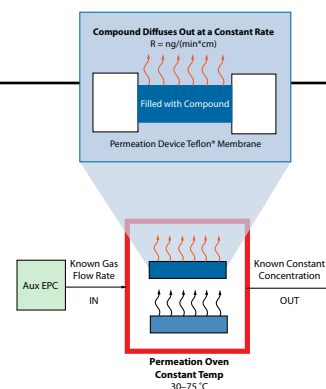 Compound Diffuses Out at a Constant Rate
R = ng/(min*cm)
Filled with Compound
Permeation Device Teflon® Membrane
Known Gas
Flow Rate
Known Constant
Concentration
Aux EPC
IN
OUT
Permeation Oven
Constant Temp
30–75 ˚C